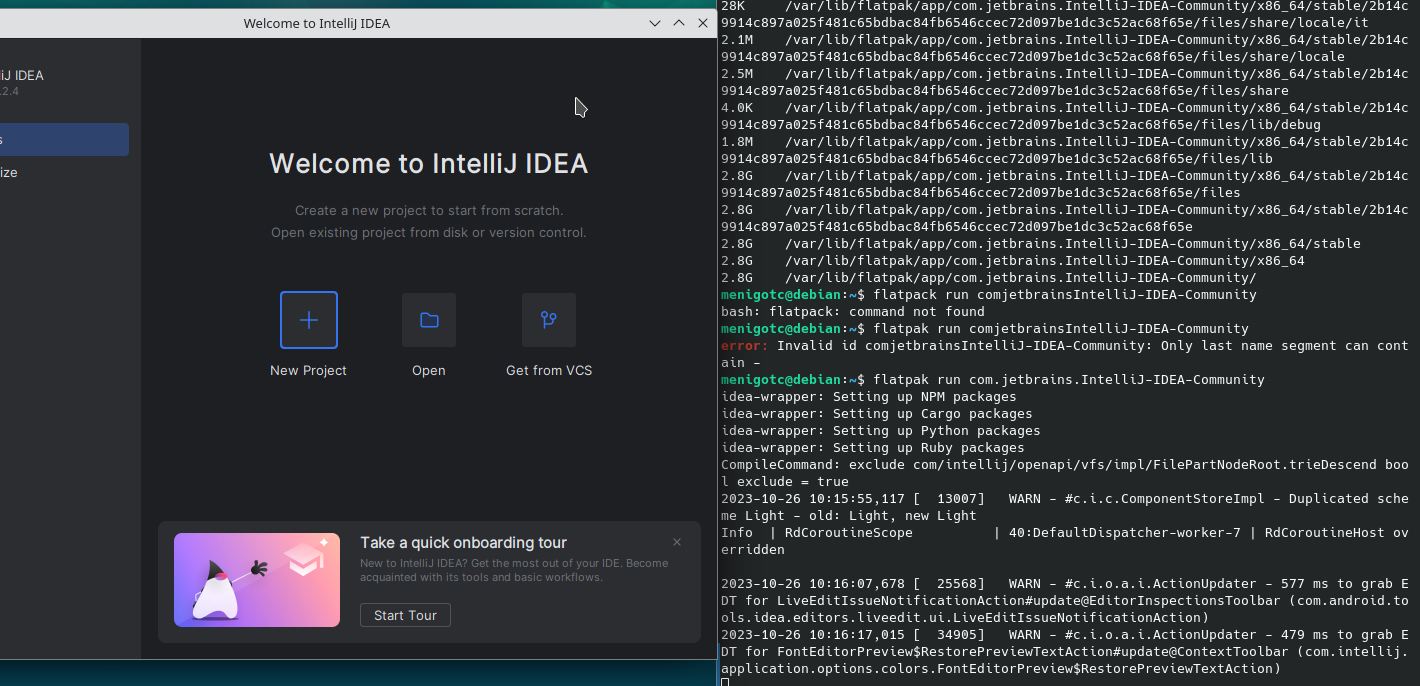 Welcome to IntelliJ IDEA
liJ IDEA
.2.4
s
ize
Welcome to IntelliJ IDEA
Create a new project to start from scratch.
Open existing project from disk or version control.
New Project
Open
Get from VCS
Take a quick onboarding tour
New to IntelliJ IDEA? Get the most out of your IDE. Become
acquainted with its tools and basic workflows.
Start Tour
28K     /var/lib/flatpak/app/com.jetbrains.IntelliJ-IDEA-Community/x86_64/stable/2b14c
9914c897a025f481c65bdbac84fb6546ccec72d097be1dc3c52ac68f65e/files/share/locale/it
2.1M    /var/lib/flatpak/app/com.jetbrains.IntelliJ-IDEA-Community/x86_64/stable/2b14c
9914c897a025f481c65bdbac84fb6546ccec72d097be1dc3c52ac68f65e/files/share/locale
2.5M    /var/lib/flatpak/app/com.jetbrains.IntelliJ-IDEA-Community/x86_64/stable/2b14c
9914c897a025f481c65bdbac84fb6546ccec72d097be1dc3c52ac68f65e/files/share
4.0K    /var/lib/flatpak/app/com.jetbrains.IntelliJ-IDEA-Community/x86_64/stable/2b14c
9914c897a025f481c65bdbac84fb6546ccec72d097be1dc3c52ac68f65e/files/lib/debug
1.8M    /var/lib/flatpak/app/com.jetbrains.IntelliJ-IDEA-Community/x86_64/stable/2b14c
9914c897a025f481c65bdbac84fb6546ccec72d097be1dc3c52ac68f65e/files/lib
2.8G    /var/lib/flatpak/app/com.jetbrains.IntelliJ-IDEA-Community/x86_64/stable/2b14c
9914c897a025f481c65bdbac84fb6546ccec72d097be1dc3c52ac68f65e/files
2.8G    /var/lib/flatpak/app/com.jetbrains.IntelliJ-IDEA-Community/x86_64/stable/2b14c
9914c897a025f481c65bdbac84fb6546ccec72d097be1dc3c52ac68f65e
2.8G    /var/lib/flatpak/app/com.jetbrains.IntelliJ-IDEA-Community/x86_64/stable
2.8G    /var/lib/flatpak/app/com.jetbrains.IntelliJ-IDEA-Community/x86_64
2.8G    /var/lib/flatpak/app/com.jetbrains.IntelliJ-IDEA-Community/
menigotc@debian:~$ flatpack run comjetbrainsIntelliJ-IDEA-Community
bash: flatpack: command not found
menigotc@debian:~$ flatpak run comjetbrainsIntelliJ-IDEA-Community
error: Invalid id comjetbrainsIntelliJ-IDEA-Community: Only last name segment can cont
ain -
menigotc@debian:~$ flatpak run com.jetbrains.IntelliJ-IDEA-Community
idea-wrapper: Setting up NPM packages
idea-wrapper: Setting up Cargo packages
idea-wrapper: Setting up Python packages
idea-wrapper: Setting up Ruby packages
CompileCommand: exclude com/intellij/openapi/vfs/impl/FilePartNodeRoot.trieDescend boo
l exclude = true
2023-10-26 10:15:55,117 [  13007]   WARN - #c.i.c.ComponentStoreImpl - Duplicated sche
me Light - old: Light, new Light
Info  | RdCoroutineScope          | 40:DefaultDispatcher-worker-7 | RdCoroutineHost ov
erridden
2023-10-26 10:16:07,678 [  25568]   WARN - #c.i.o.a.i.ActionUpdater - 577 ms to grab E
DT for LiveEditIssueNotificationAction#update@EditorInspectionsToolbar (com.android.to
ols.idea.editors.liveedit.ui.LiveEditIssueNotificationAction)
2023-10-26 10:16:17,015 [  34905]   WARN - #c.i.o.a.i.ActionUpdater - 479 ms to grab E
DT for FontEditorPreview$RestorePreviewTextAction#update@ContextToolbar (com.intellij.
application.options.colors.FontEditorPreview$RestorePreviewTextAction)